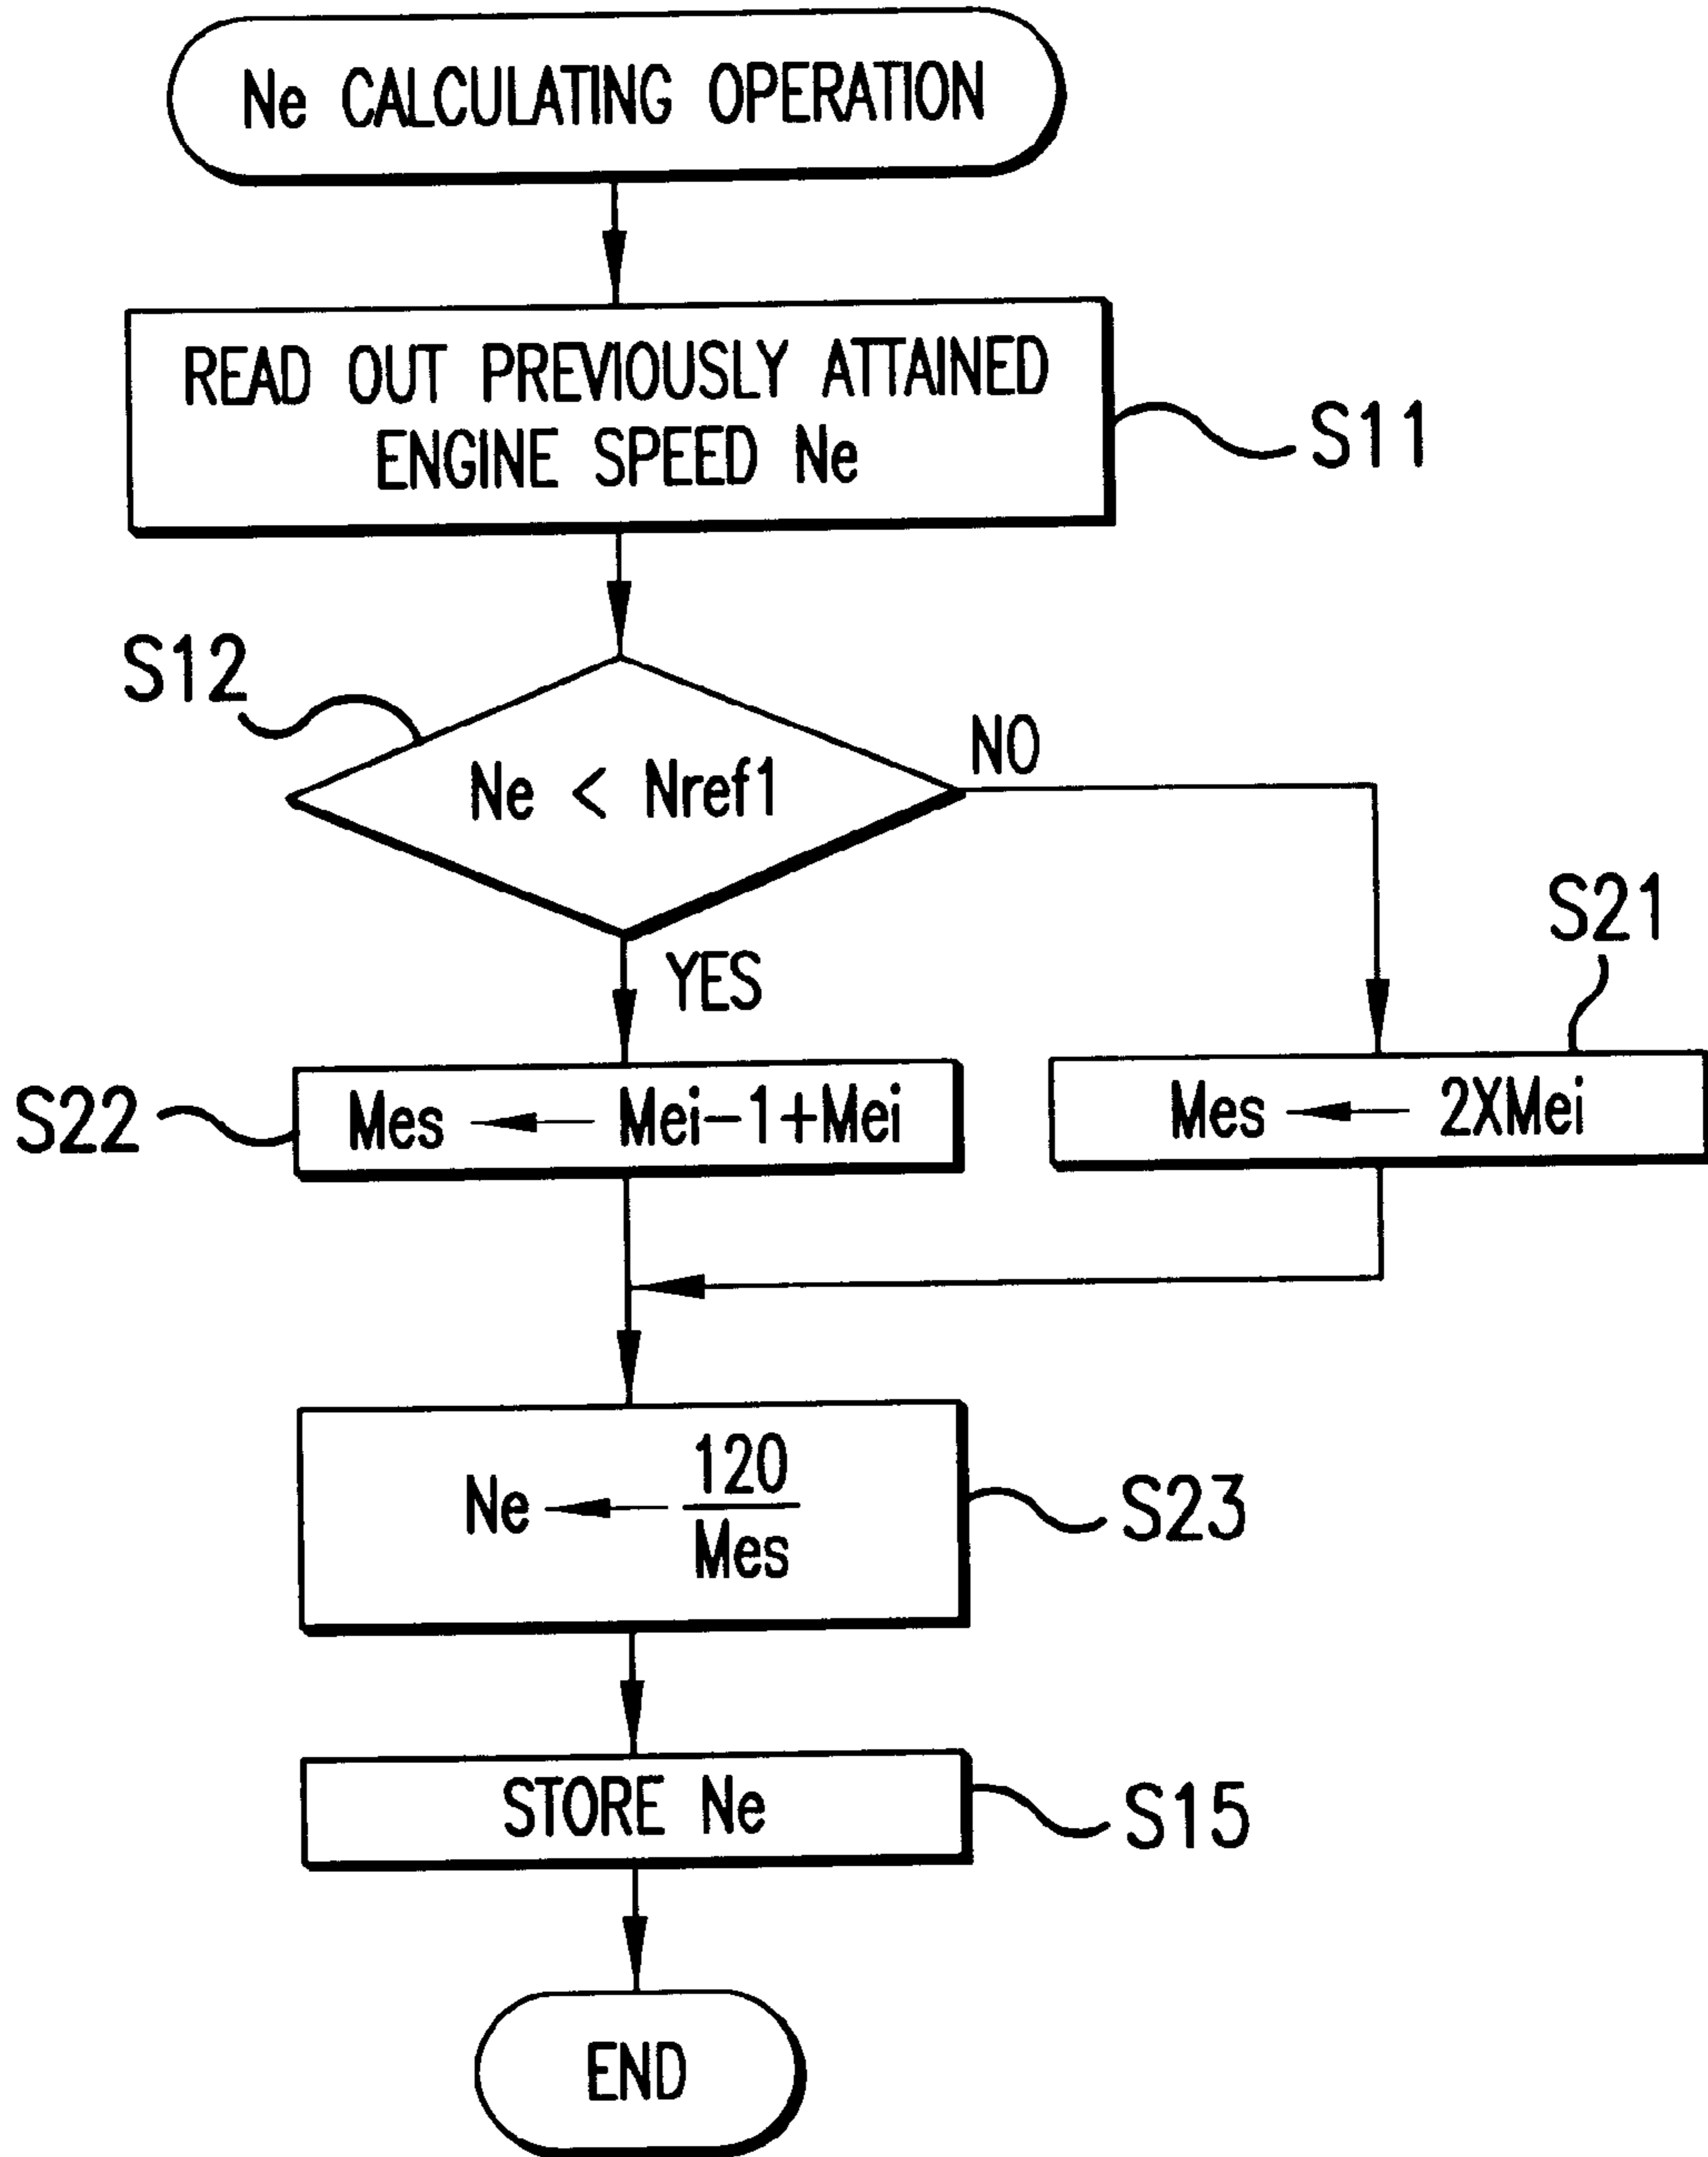 Ne CALCULATING OPERATION
READ OUT PREVIOUSLY ATTAINED
ENGINE SPEED Ne
S11
S12
Ne < Nref1
NO
YES
S21
S22
Mes ← Mei-1+Mei
Mes ← 2XMei
Ne ← 120
Mes
S23
STORE Ne
S15
END